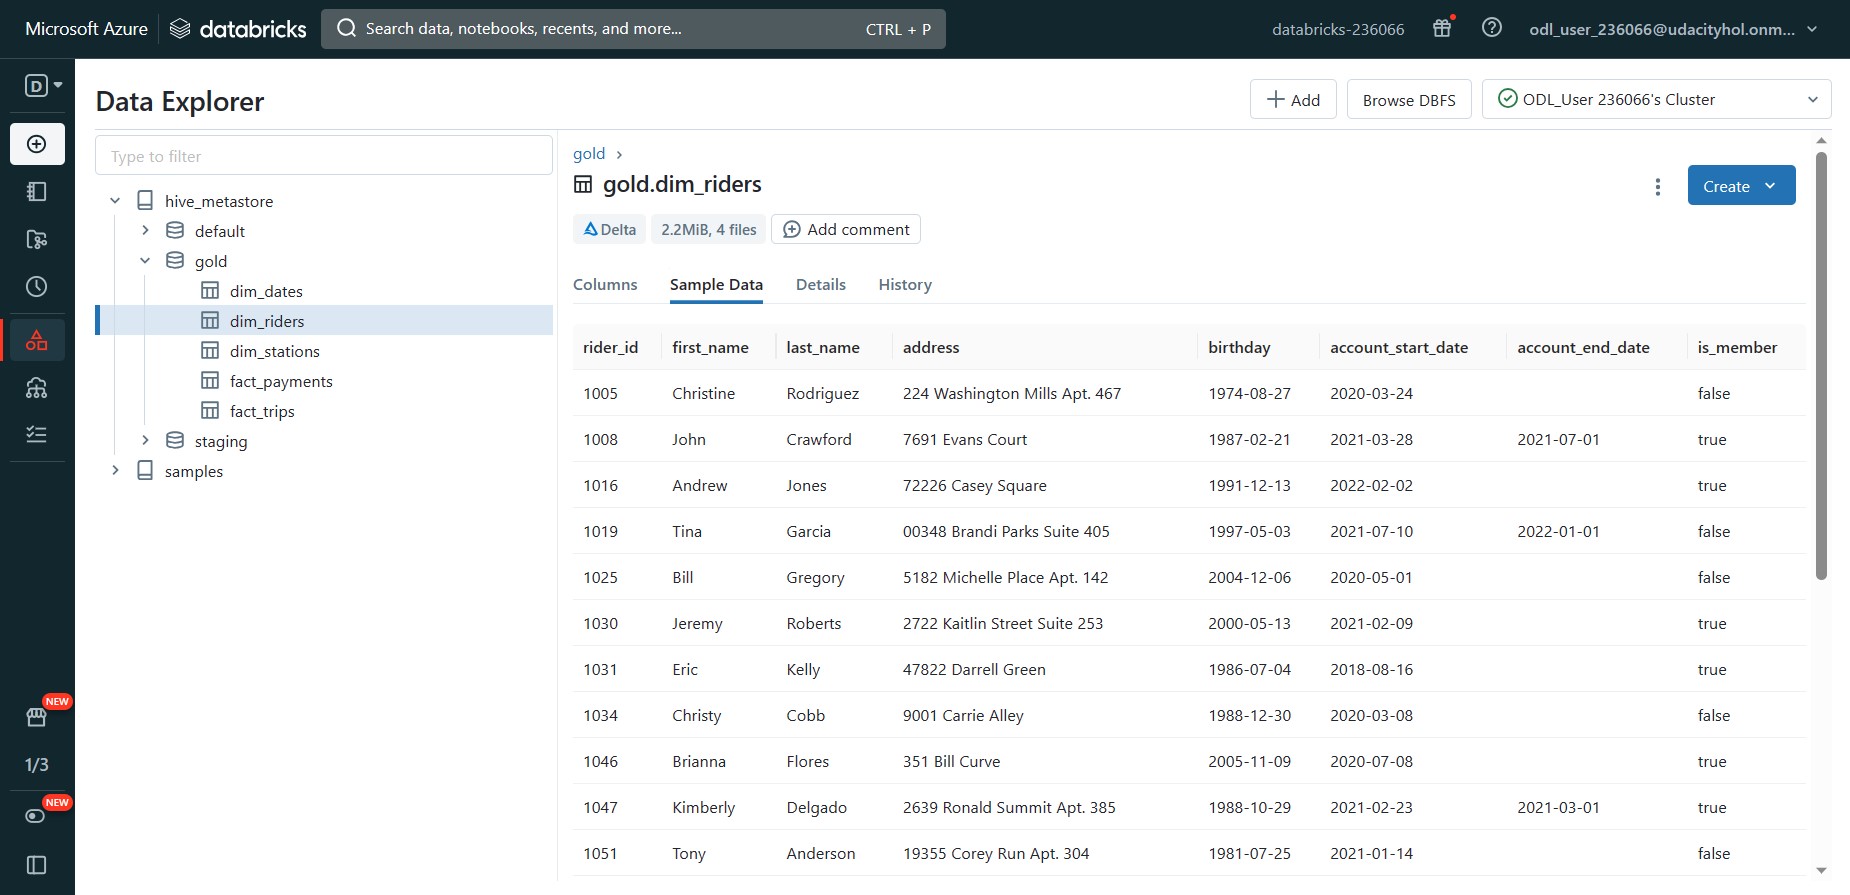 Microsoft Azure databricks Search data, notebooks, recents, and more... CTRL + P databricks-236066 odl_user_236066@udacityhol.onm...
D
Data Explorer
Add Browse DBFS ODL_User 236066's Cluster
Type to filter
hive_metastore
default
gold
dim_dates
dim_riders
dim_stations
fact_payments
fact_trips
staging
samples
NEW
1/3
NEW
gold
gold.dim_riders
Create
Delta 2.2MiB, 4 files Add comment
Columns Sample Data Details History
rider_id first_name last_name address birthday account_start_date account_end_date is_member
1005 Christine Rodriguez 224 Washington Mills Apt. 467 1974-08-27 2020-03-24 false
1008 John Crawford 7691 Evans Court 1987-02-21 2021-03-28 2021-07-01 true
1016 Andrew Jones 72226 Casey Square 1991-12-13 2022-02-02 true
1019 Tina Garcia 00348 Brandi Parks Suite 405 1997-05-03 2021-07-10 2022-01-01 false
1025 Bill Gregory 5182 Michelle Place Apt. 142 2004-12-06 2020-05-01 false
1030 Jeremy Roberts 2722 Kaitlin Street Suite 253 2000-05-13 2021-02-09 true
1031 Eric Kelly 47822 Darrell Green 1986-07-04 2018-08-16 true
1034 Christy Cobb 9001 Carrie Alley 1988-12-30 2020-03-08 false
1046 Brianna Flores 351 Bill Curve 2005-11-09 2020-07-08 true
1047 Kimberly Delgado 2639 Ronald Summit Apt. 385 1988-10-29 2021-02-23 2021-03-01 true
1051 Tony Anderson 19355 Corey Run Apt. 304 1981-07-25 2021-01-14 false